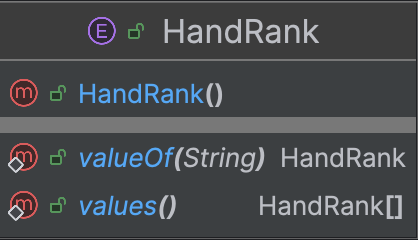 E HandRank
m HandRank()
m valueOf(String) HandRank
m values() HandRank[]